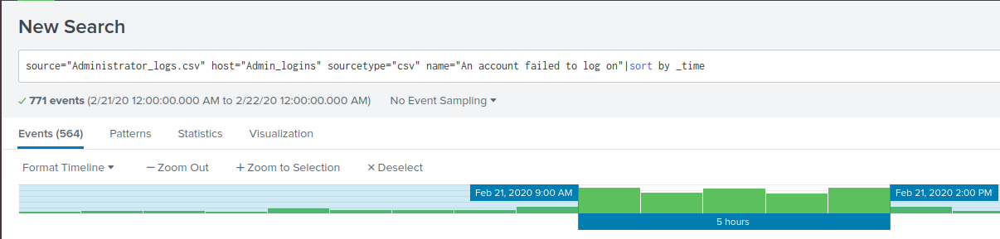 New Search
source="Administrator_logs.csv" host="Admin_logins" sourcetype="csv" name="An account failed to log on"|sort by _time
✓ 771 events (2/21/20 12:00:00.000 AM to 2/22/20 12:00:00.000 AM) No Event Sampling
Events (564) Patterns Statistics Visualization
Format Timeline — Zoom Out + Zoom to Selection × Deselect
Feb 21, 2020 9:00 AM Feb 21, 2020 2:00 PM
5 hours